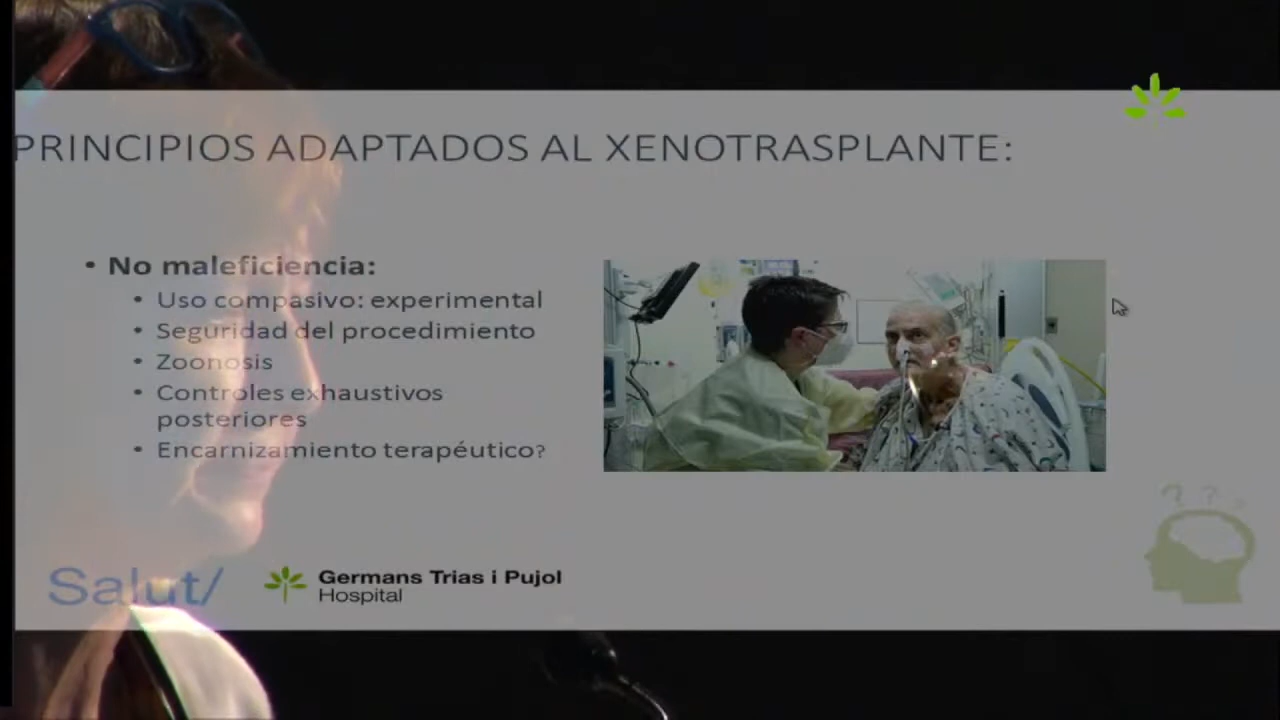 PRINCIPIOS ADAPTADOS AL XENOTRASPLANTE:
• No maleficiencia:
• Uso compasivo: experimental
• Seguridad del procedimiento
• Zoonosis
• Controles exhaustivos
posteriores
• Encarnizamiento terapéutico?
Salut/
Germans Trias i Pujol
Hospital
? ? ?